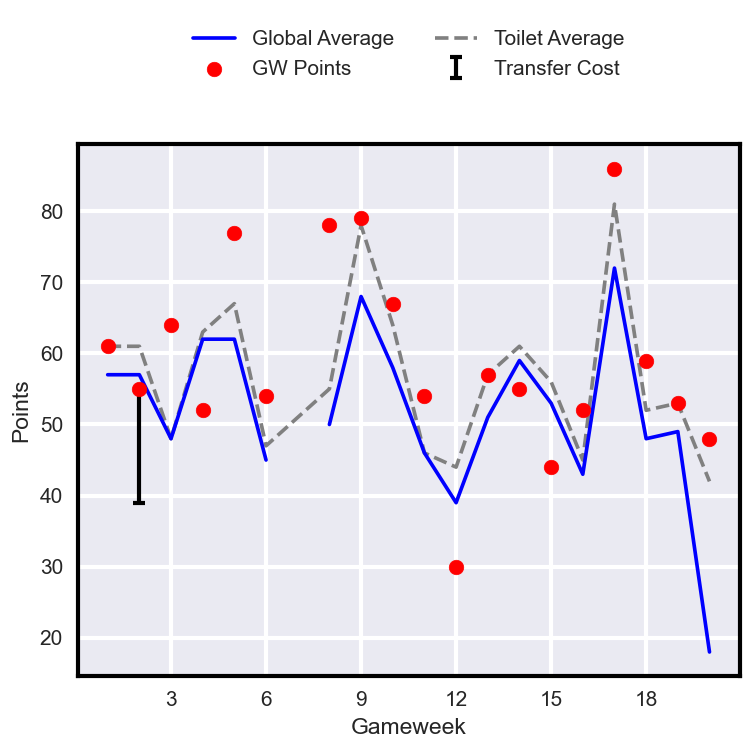 Global Average
Toilet Average
GW Points
Transfer Cost
80
70
60
50
40
30
20
Points
3 6 9 12 15 18
Gameweek